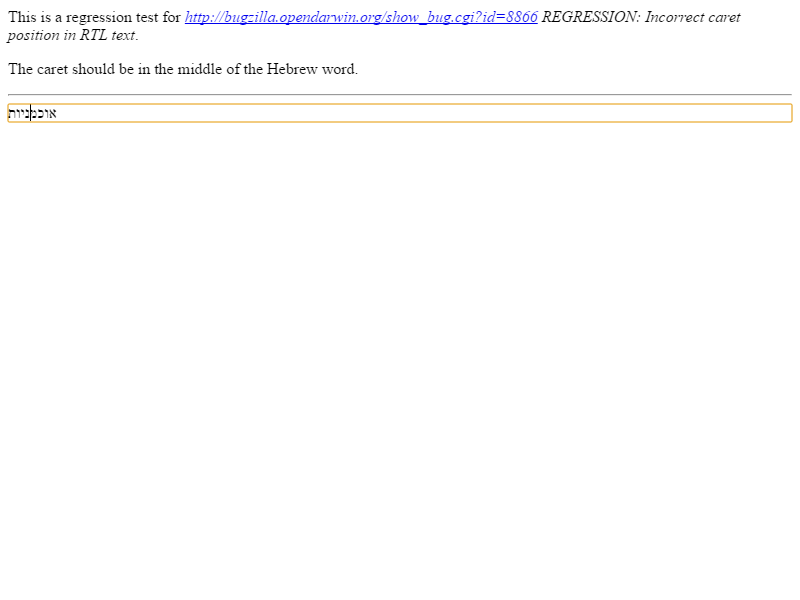 This is a regression test for http://bugzilla.opendarwin.org/show_bug.cgi?id=8866 REGRESSION: Incorrect caret
position in RTL text.
The caret should be in the middle of the Hebrew word.
אוכמניות